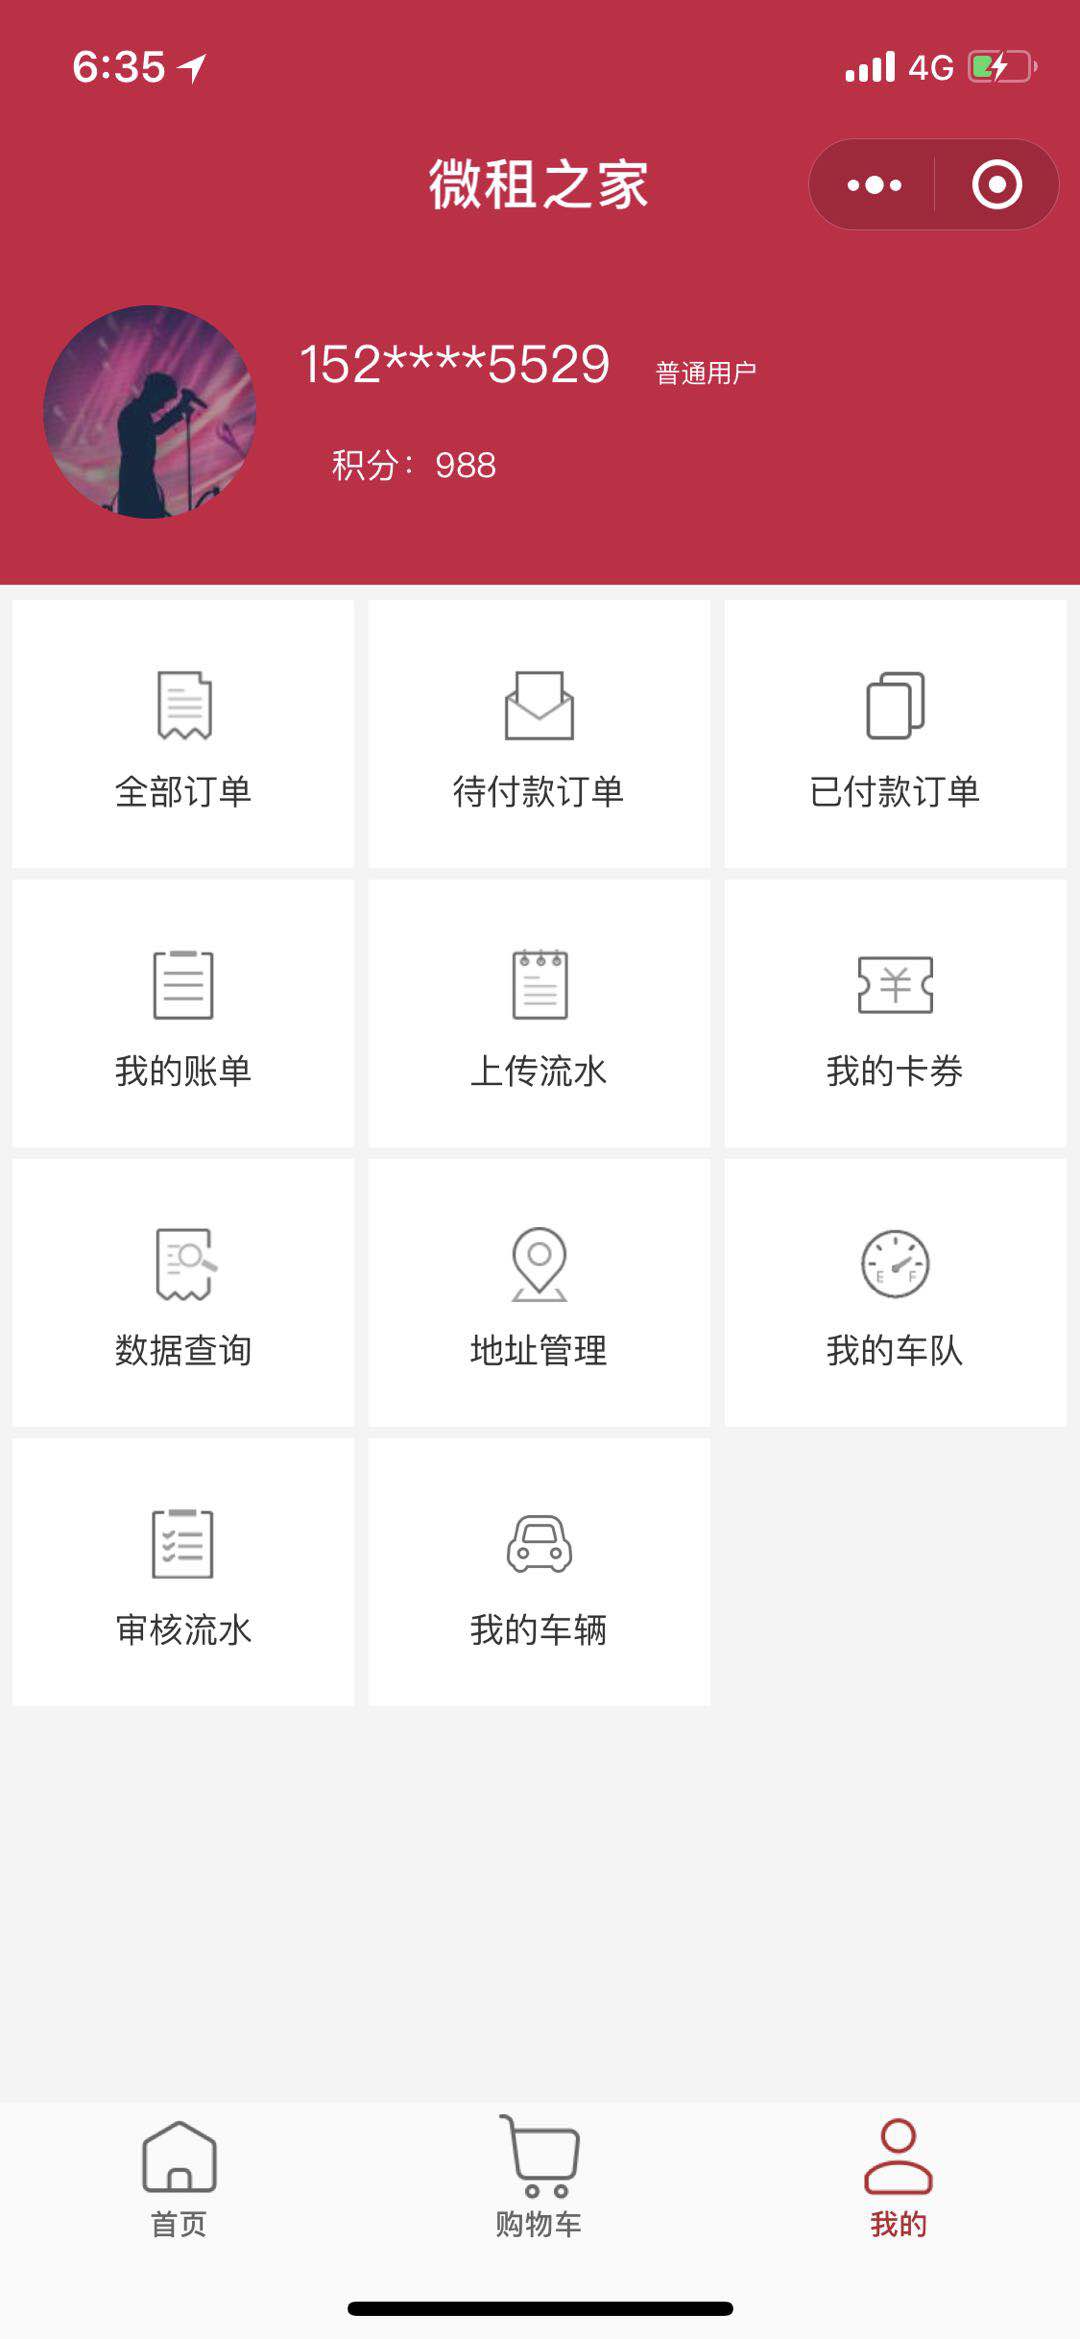 6:35 4G
微租之家
152****5529 普通用户
积分：988
全部订单 待付款订单 已付款订单
我的账单 上传流水 我的卡券
E F
数据查询 地址管理 我的车队
审核流水 我的车辆
首页 购物车 我的